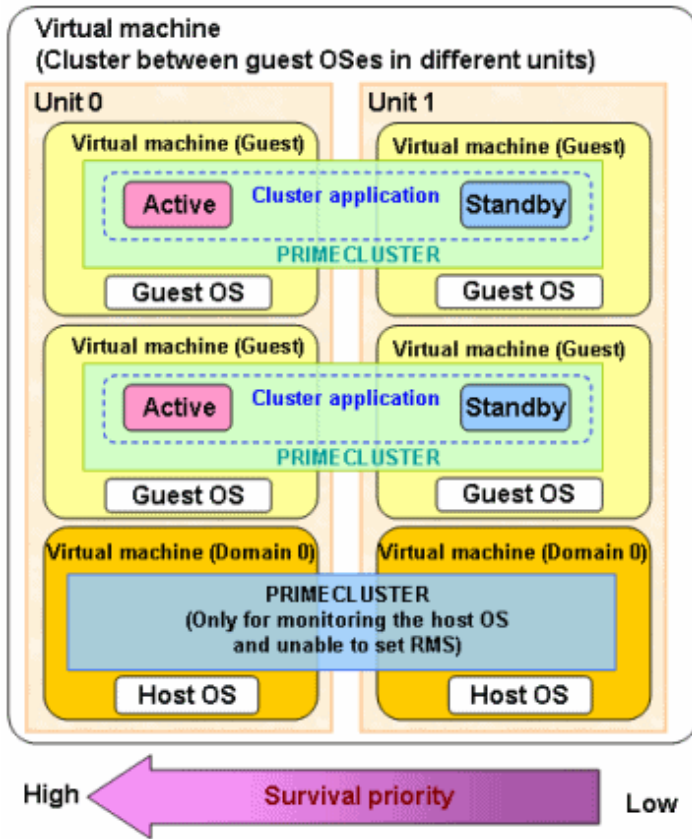 Virtual machine
(Cluster between guest OSes in different units)
Unit 0
Unit 1
Virtual machine (Guest)
Virtual machine (Guest)
Active
Cluster application
Standby
PRIMECLUSTER
Guest OS
Guest OS
Virtual machine (Guest)
Virtual machine (Guest)
Active
Cluster application
Standby
PRIMECLUSTER
Guest OS
Guest OS
Virtual machine (Domain 0)
Virtual machine (Domain 0)
PRIMECLUSTER
(Only for monitoring the host OS
and unable to set RMS)
Host OS
Host OS
High
Survival priority
Low